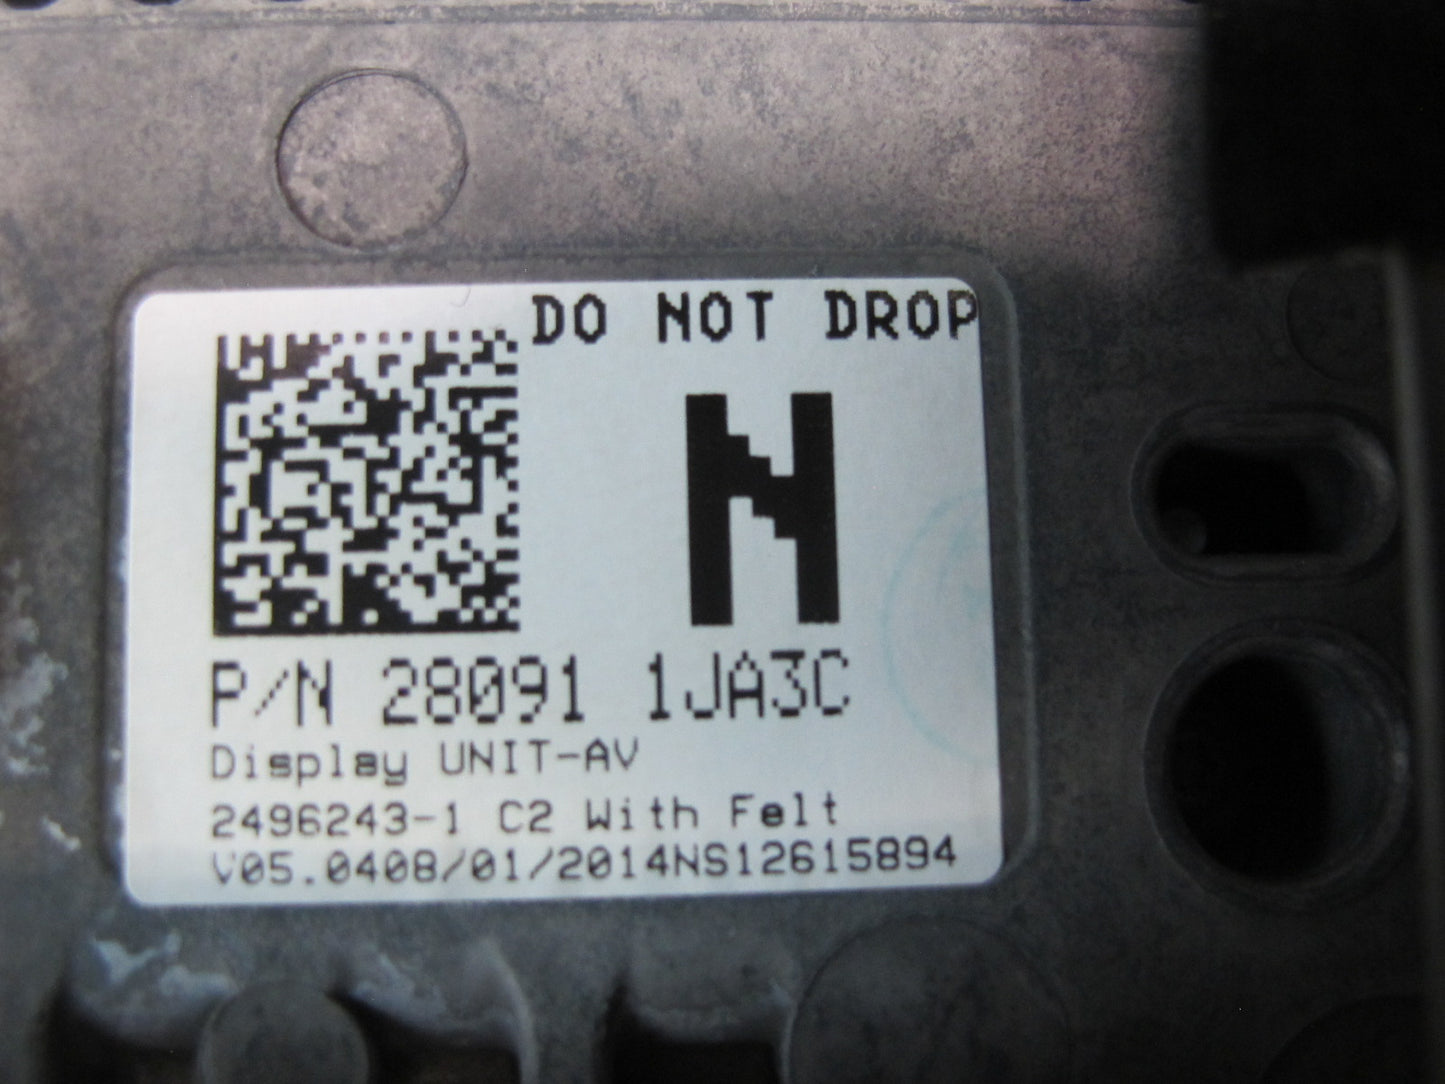 DO NOT DROP
N
P/N 28091 1JA3C
Display UNIT-AV
2496243-1 C2 With Felt
V05.0408/01/2014NS12615894